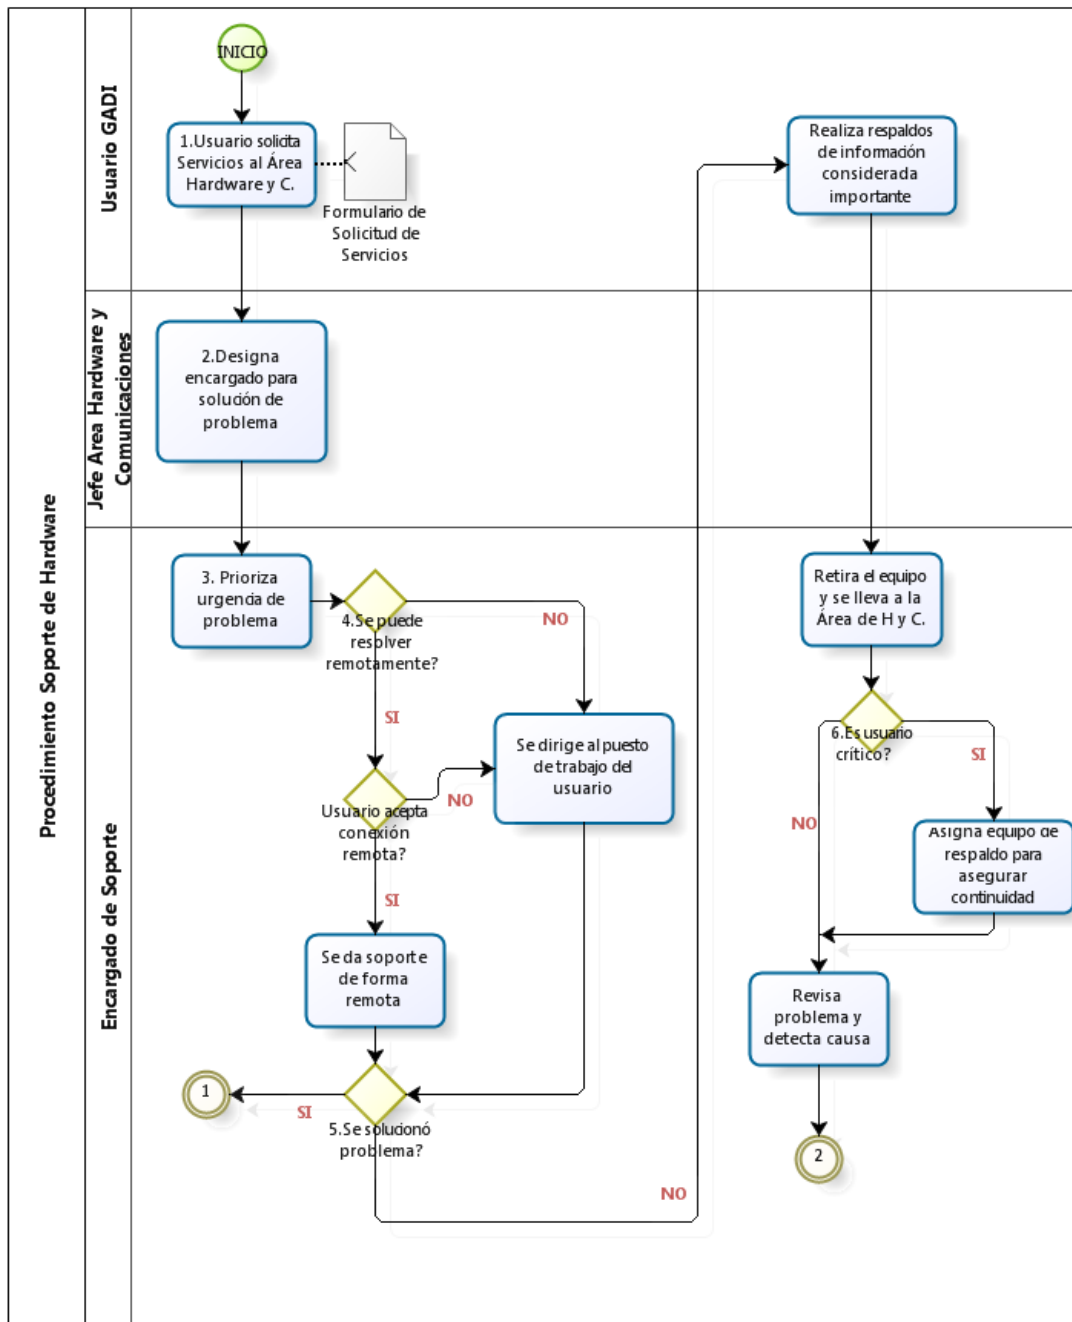 Procedimiento Soporte de Hardware
Usuario GADI
INICIO
1.Usuario solicita
Servicios al Área
Hardware y C.
Formulario de
Solicitud de
Servicios
Realiza respaldos
de información
considerada
importante
Jefe Area Hardware y
Comunicaciones
2.Designa
encargado para
solución de
problema
Encargado de Soporte
3. Prioriza
urgencia de
problema
4.Se puede
resolver
remotamente?
NO
SI
Se dirige al puesto
de trabajo del
usuario
Usuario acepta
conexión
remota?
NO
SI
Se da soporte
de forma
remota
5.Se solucionó
problema?
SI
1
NO
Retira el equipo
y se lleva a la
Área de H y C.
6.Es usuario
crítico?
SI
NO
Asigna equipo de
respaldo para
asegurar
continuidad
Revisa
problema y
detecta causa
2